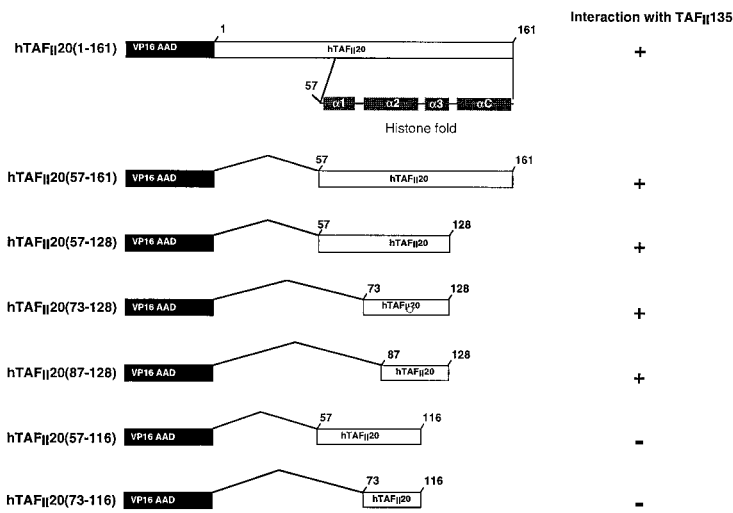 Interaction with TAFII135
1 161
hTAFII20(1-161) VP16 AAD hTAFII20 +
57
α1 α2 α3 αC
Histone fold
57 161
hTAFII20(57-161) VP16 AAD hTAFII20 +
57 128
hTAFII20(57-128) VP16 AAD hTAFII20 +
73 128
hTAFII20(73-128) VP16 AAD hTAFII20 +
87 128
hTAFII20(87-128) VP16 AAD hTAFII20 +
57 116
hTAFII20(57-116) VP16 AAD hTAFII20 -
73 116
hTAFII20(73-116) VP16 AAD hTAFII20 -